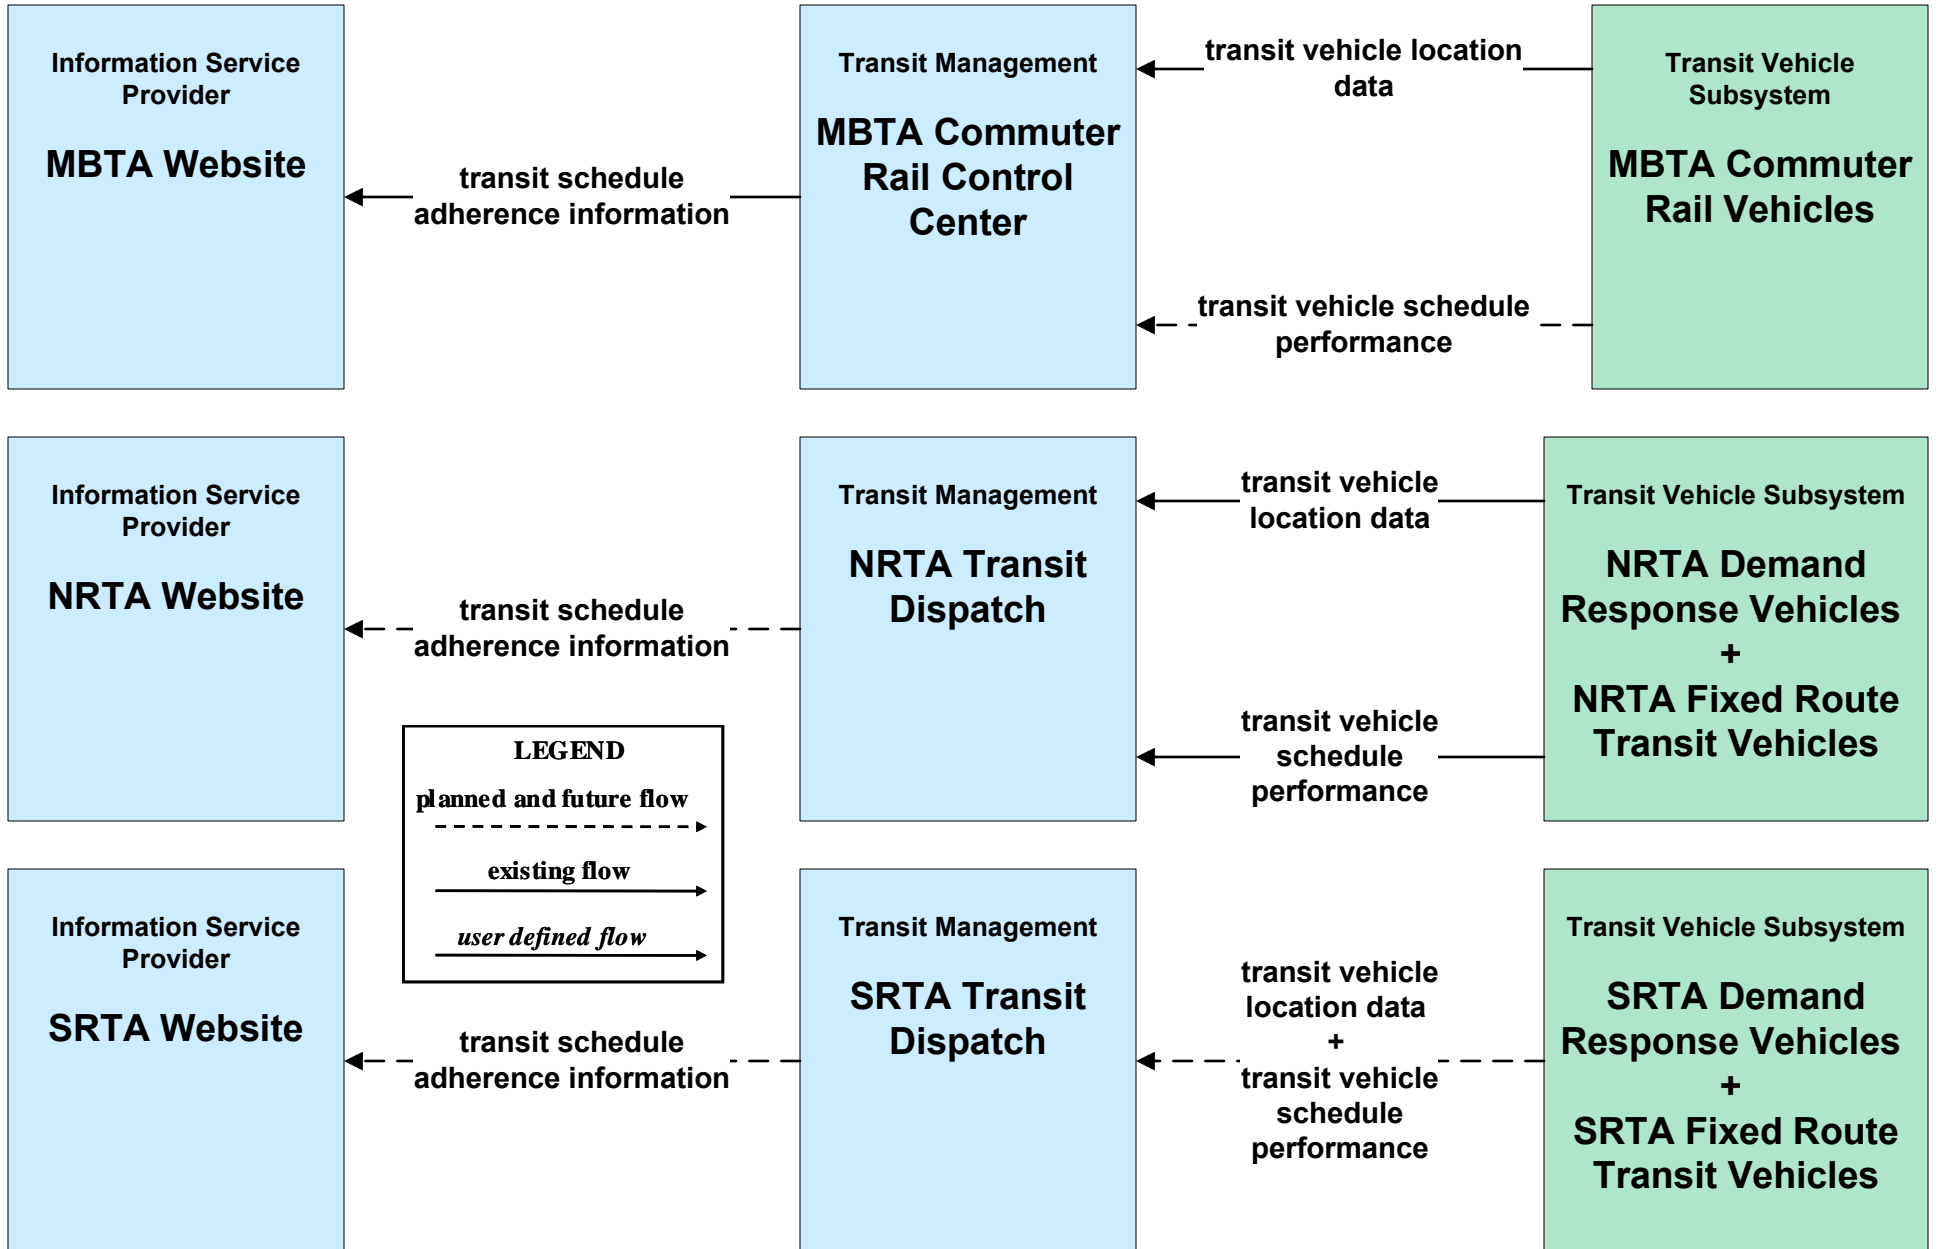 Information Service
Provider
MBTA Website
transit schedule
adherence information
Transit Management
MBTA Commuter
Rail Control
Center
transit vehicle location
data
transit vehicle schedule
performance
Transit Vehicle
Subsystem
MBTA Commuter
Rail Vehicles
Information Service
Provider
NRTA Website
transit schedule
adherence information
Transit Management
NRTA Transit
Dispatch
transit vehicle
location data
transit vehicle
schedule
performance
Transit Vehicle Subsystem
NRTA Demand
Response Vehicles
+
NRTA Fixed Route
Transit Vehicles
LEGEND
planned and future flow
existing flow
user defined flow
Information Service
Provider
SRTA Website
transit schedule
adherence information
Transit Management
SRTA Transit
Dispatch
transit vehicle
location data
+
transit vehicle
schedule
performance
Transit Vehicle Subsystem
SRTA Demand
Response Vehicles
+
SRTA Fixed Route
Transit Vehicles